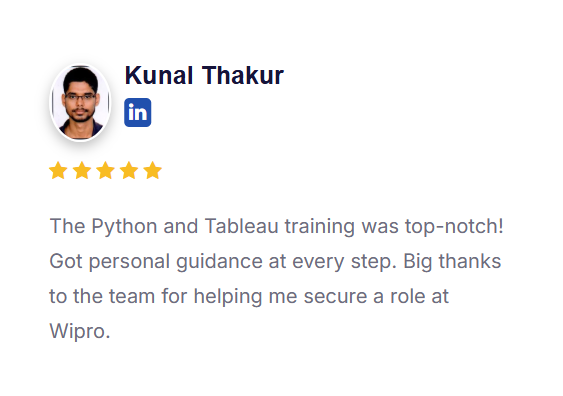 Kunal Thakur
in
The Python and Tableau training was top-notch!
Got personal guidance at every step. Big thanks
to the team for helping me secure a role at
Wipro.